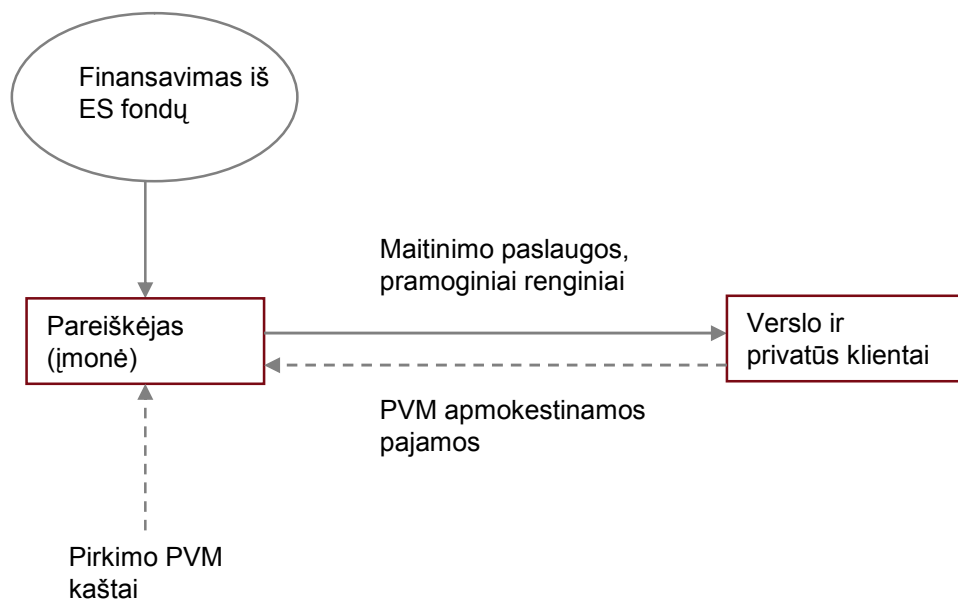 Finansavimas iš
ES fondų
Maitinimo paslaugos,
pramoginiai renginiai
Pareiškėjas
(įmonė)
Verslo ir
privatūs klientai
PVM apmokestinamos
pajamos
Pirkimo PVM
kaštai